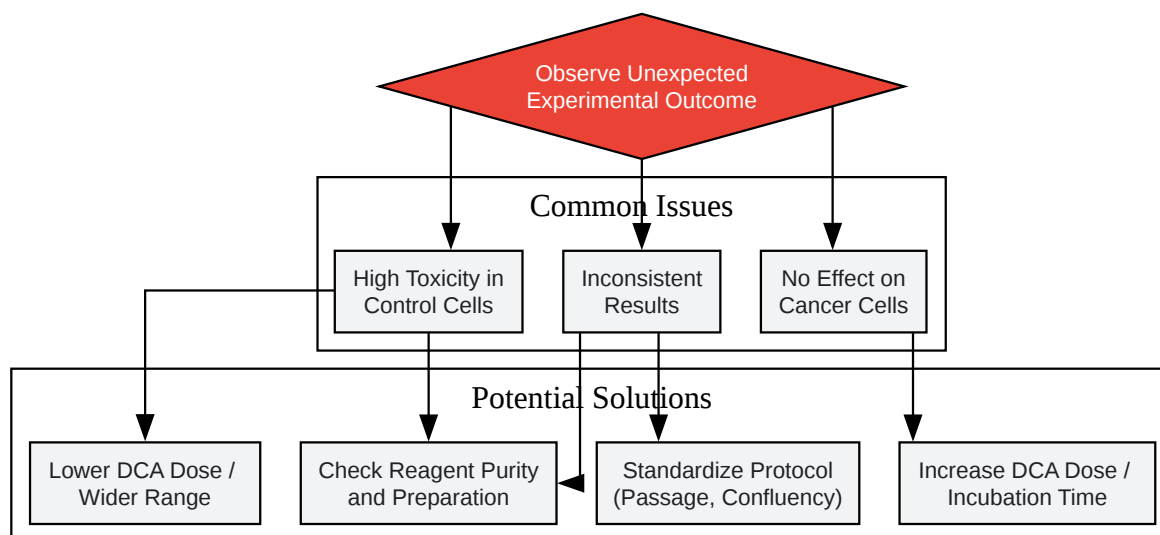 Observe Unexpected
Experimental Outcome
Common Issues
High Toxicity in
Control Cells
Inconsistent
Results
No Effect on
Cancer Cells
Potential Solutions
Lower DCA Dose /
Wider Range
Check Reagent Purity
and Preparation
Standardize Protocol
(Passage, Confluency)
Increase DCA Dose /
Incubation Time